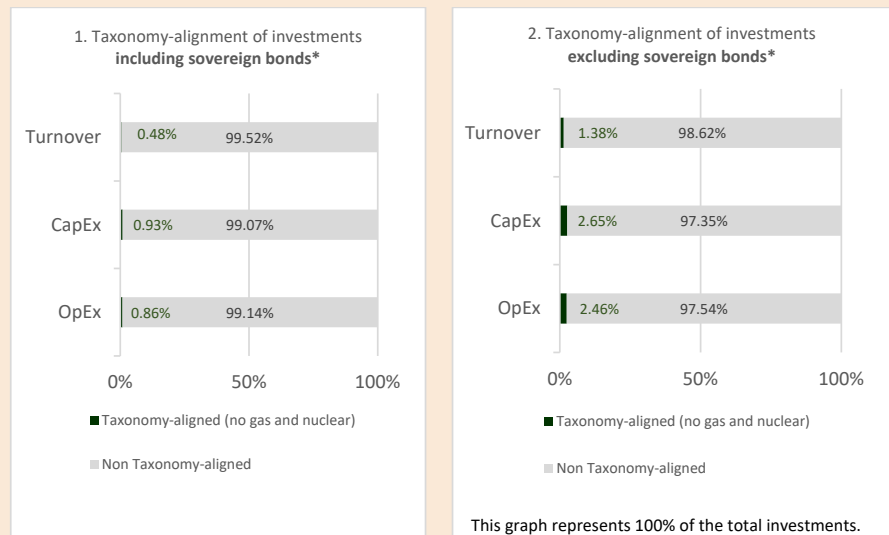 1. Taxonomy-alignment of investments
including sovereign bonds*
Turnover
0.48%
99.52%
CapEx
0.93%
99.07%
OpEx
0.86%
99.14%
0%
50%
100%
Taxonomy-aligned (no gas and nuclear)
Non Taxonomy-aligned
2. Taxonomy-alignment of investments
excluding sovereign bonds*
Turnover
1.38%
98.62%
CapEx
2.65%
97.35%
OpEx
2.46%
97.54%
0%
50%
100%
Taxonomy-aligned (no gas and nuclear)
Non Taxonomy-aligned
This graph represents 100% of the total investments.